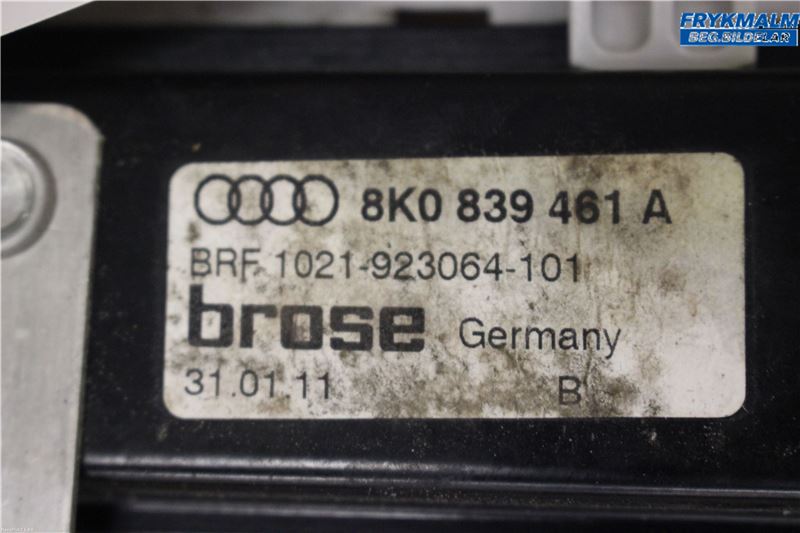 FRYKMALM
BEG.BILDELAR
8K0 839 461 A
BRF 1021-923064-101
brose Germany
31.01.11 B